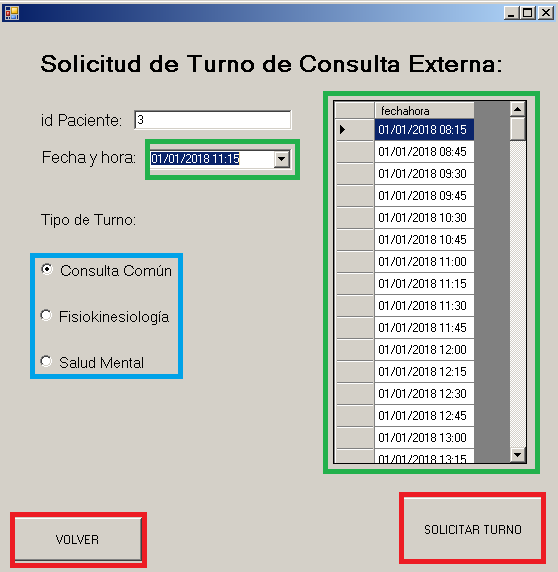 Solicitud de Turno de Consulta Externa:
id Paciente: 3
Fecha y hora: 01/01/2018 11:15
Tipo de Turno:
Consulta Común
Fisiokinesiología
Salud Mental
fechahora
01/01/2018 08:15
01/01/2018 08:45
01/01/2018 09:30
01/01/2018 09:45
01/01/2018 10:30
01/01/2018 10:45
01/01/2018 11:00
01/01/2018 11:15
01/01/2018 11:30
01/01/2018 11:45
01/01/2018 12:00
01/01/2018 12:15
01/01/2018 12:30
01/01/2018 12:45
01/01/2018 13:00
01/01/2018 13:15
VOLVER
SOLICITAR TURNO